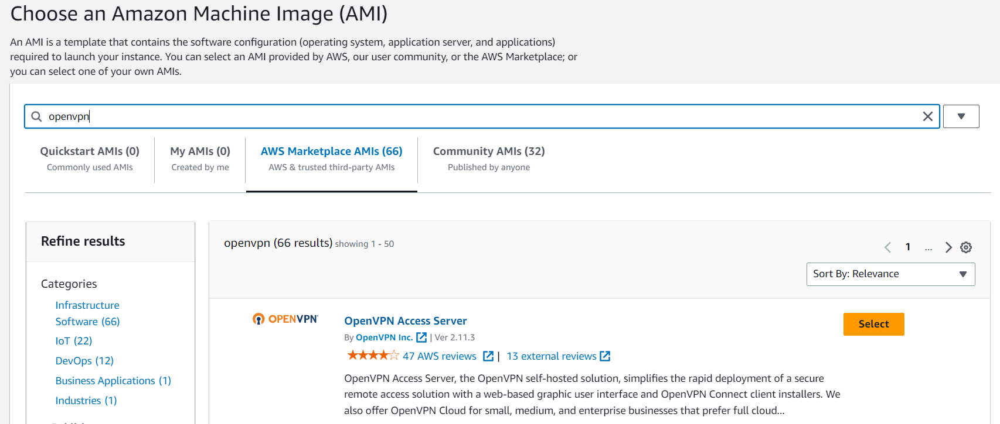 Choose an Amazon Machine Image (AMI)
An AMI is a template that contains the software configuration (operating system, application server, and applications)
required to launch your instance. You can select an AMI provided by AWS, our user community, or the AWS Marketplace; or
you can select one of your own AMIs.
openvpn
Quickstart AMIs (0)
Commonly used AMIs
My AMIs (0)
Created by me
AWS Marketplace AMIs (66)
AWS & trusted third-party AMIs
Community AMIs (32)
Published by anyone
Refine results
Categories
Infrastructure
Software (66)
IoT (22)
DevOps (12)
Business Applications (1)
Industries (1)
openvpn (66 results) showing 1 - 50
1 ...
Sort By: Relevance
OPENVPN
OpenVPN Access Server
By OpenVPN Inc. | Ver 2.11.3
47 AWS reviews | 13 external reviews
OpenVPN Access Server, the OpenVPN self-hosted solution, simplifies the rapid deployment of a secure
remote access solution with a web-based graphic user interface and OpenVPN Connect client installers. We
also offer OpenVPN Cloud for small, medium, and enterprise businesses that prefer full cloud...
Select